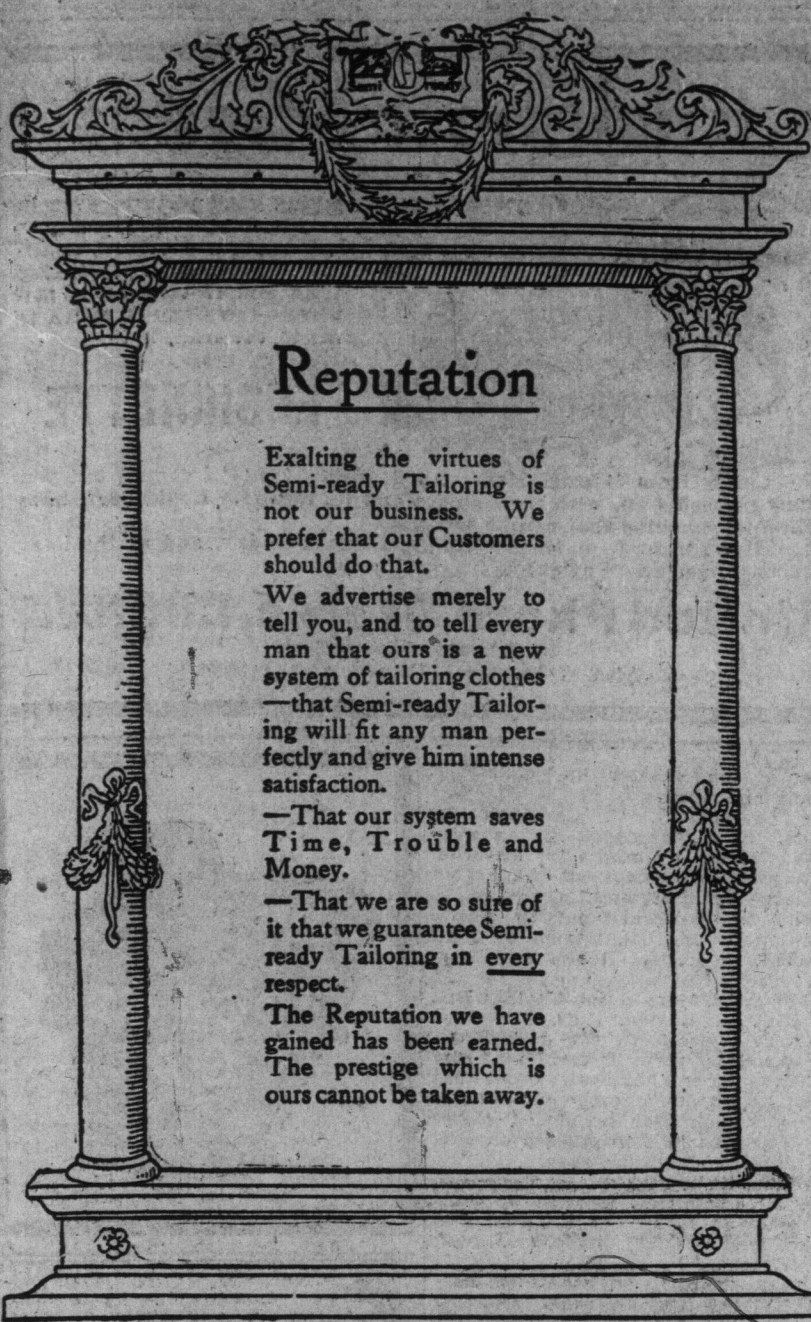 Semi ready
Reputation
Exalting the virtues of
Semi-ready Tailoring is
not our business. We
prefer that our Customers
should do that.
We advertise merely to
tell you, and to tell every
man that ours is a new
system of tailoring clothes
—that Semi-ready Tailor-
ing will fit any man per-
fectly and give him intense
satisfaction.
—That our system saves
Time, Trouble and
Money.
—That we are so sure of
it that we guarantee Semi-
ready Tailoring in every
respect.
The Reputation we have
gained has been earned.
The prestige which is
ours cannot be taken away.